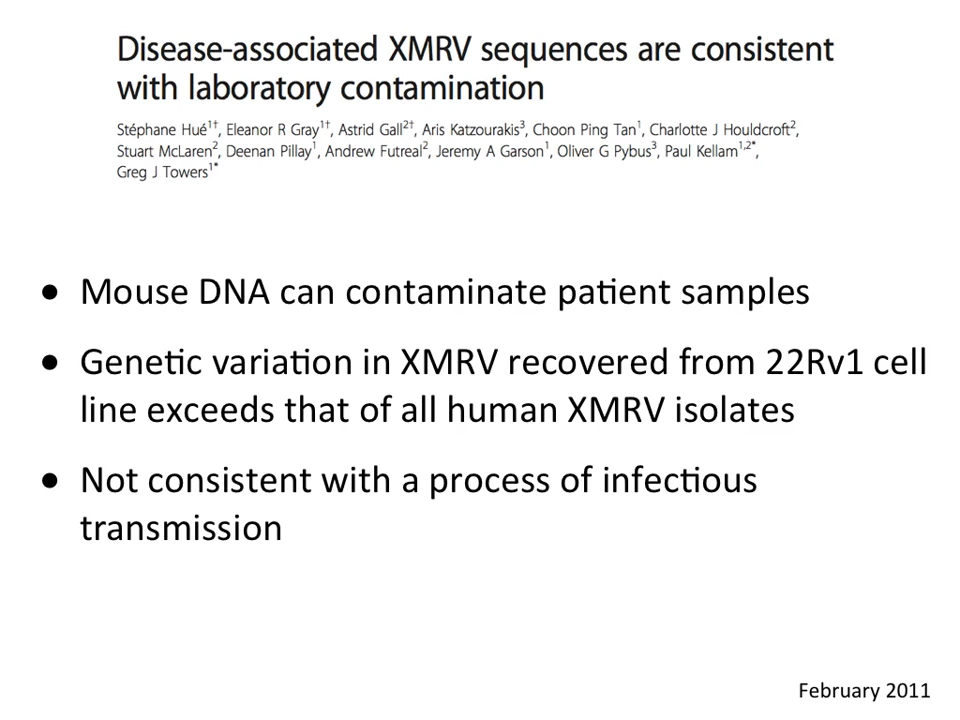 Disease-associated XMRV sequences are consistent
with laboratory contamination
Stéphane Hué1†, Eleanor R Gray1†, Astrid Gall2†, Aris Katzourakis3, Choon Ping Tan1, Charlotte J Houldcroft2,
Stuart McLaren2, Deenan Pillay1, Andrew Futreal2, Jeremy A Garson1, Oliver G Pybus3, Paul Kellam1,2*,
Greg J Towers1*
• Mouse DNA can contaminate patient samples
• Genetic variation in XMRV recovered from 22Rv1 cell
line exceeds that of all human XMRV isolates
• Not consistent with a process of infectious
transmission
February 2011